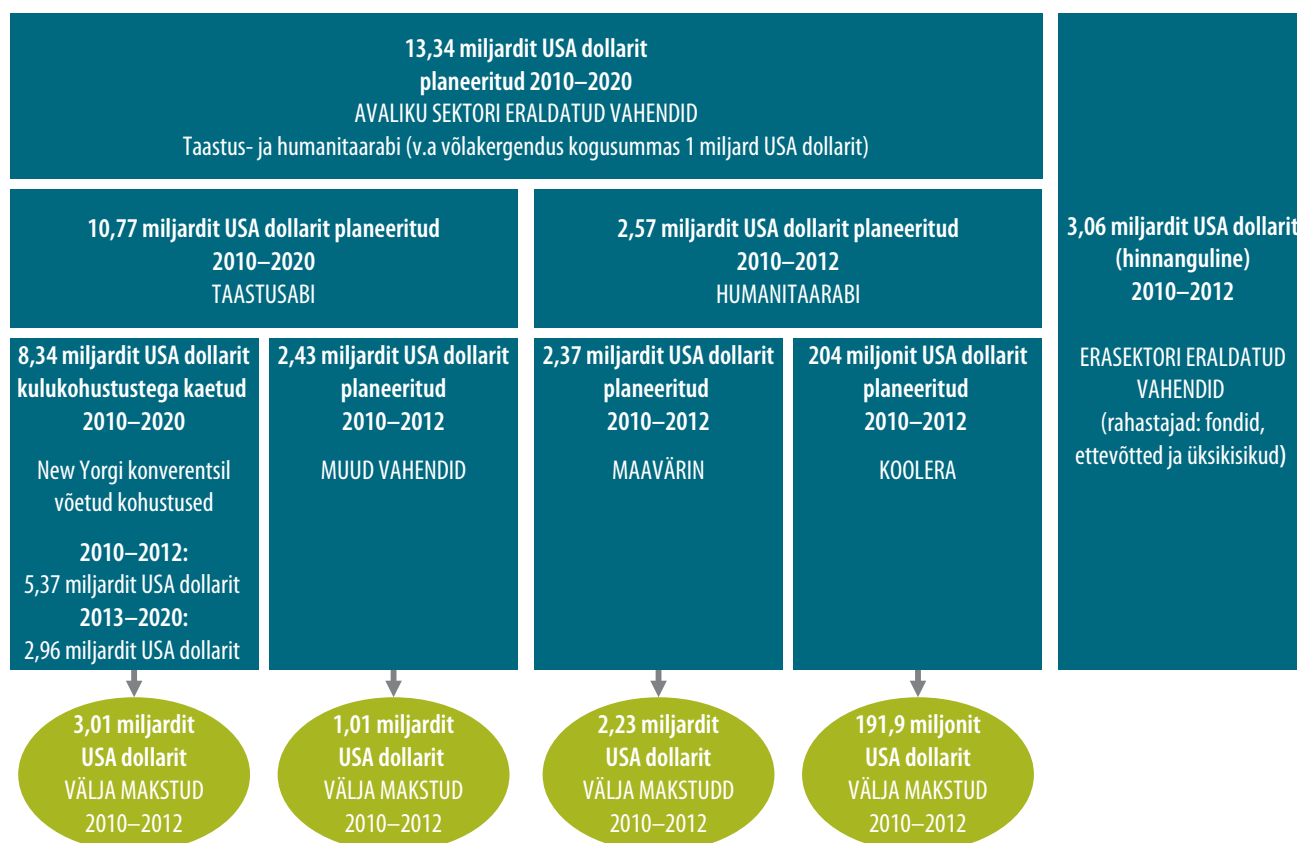 13,34 miljardit USA dollarit
planeeritud 2010–2020
AVALIKU SEKTORI ERALDATUD VAHENDID
Taastus- ja humanitaarabi (v.a võlakergendus kogusummas 1 miljard USA dollarit)
10,77 miljardit USA dollarit planeeritud
2010–2020
TAASTUSABI
2,57 miljardit USA dollarit planeeritud
2010–2012
HUMANITAARABI
3,06 miljardit USA dollarit
(hinnanguline)
2010–2012
ERASEKTORI ERALDATUD
VAHENDID
(rahastajad: fondid,
ettevõtted ja üksikisikud)
8,34 miljardit USA dollarit
kulukohustustega kaetud
2010–2020
New Yorgi konverentsil
võetud kohustused
2010–2012:
5,37 miljardit USA dollarit
2013–2020:
2,96 miljardit USA dollarit
2,43 miljardit USA dollarit
planeeritud
2010–2012
MUUD VAHENDID
2,37 miljardit USA dollarit
planeeritud
2010–2012
MAAVÄRIN
204 miljonit USA dollarit
planeeritud
2010–2012
KOOLERA
3,01 miljardit
USA dollarit
VÄLJA MAKSTUD
2010–2012
1,01 miljardit
USA dollarit
VÄLJA MAKSTUD
2010–2012
2,23 miljardit
USA dollarit
VÄLJA MAKSTUDD
2010–2012
191,9 miljonit
USA dollarit
VÄLJA MAKSTUD
2010–2012